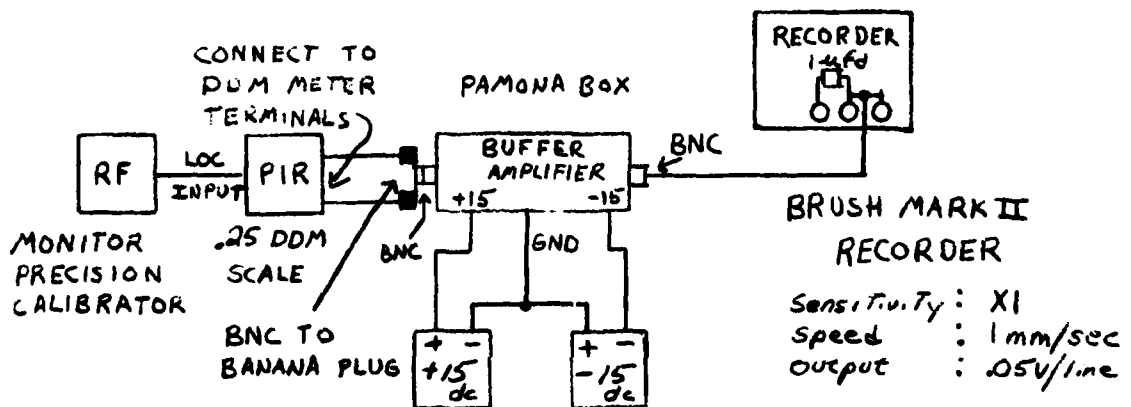 CONNECT TO
DDM METER
TERMINALS
PAMONA BOX
RECORDER
1 μfd
RF
LOC
INPUT
PIR
BUFFER
AMPLIFIER
+15
-15
BNC
MONITOR
PRECISION
CALIBRATOR
.25 DDM
SCALE
BNC
GND
BRUSH MARK II
RECORDER
BNC TO
BANANA PLUG
+ -
+15
dc
+ -
-15
dc
Sensitivity : X1
Speed : 1mm/sec
Output : .05V/line